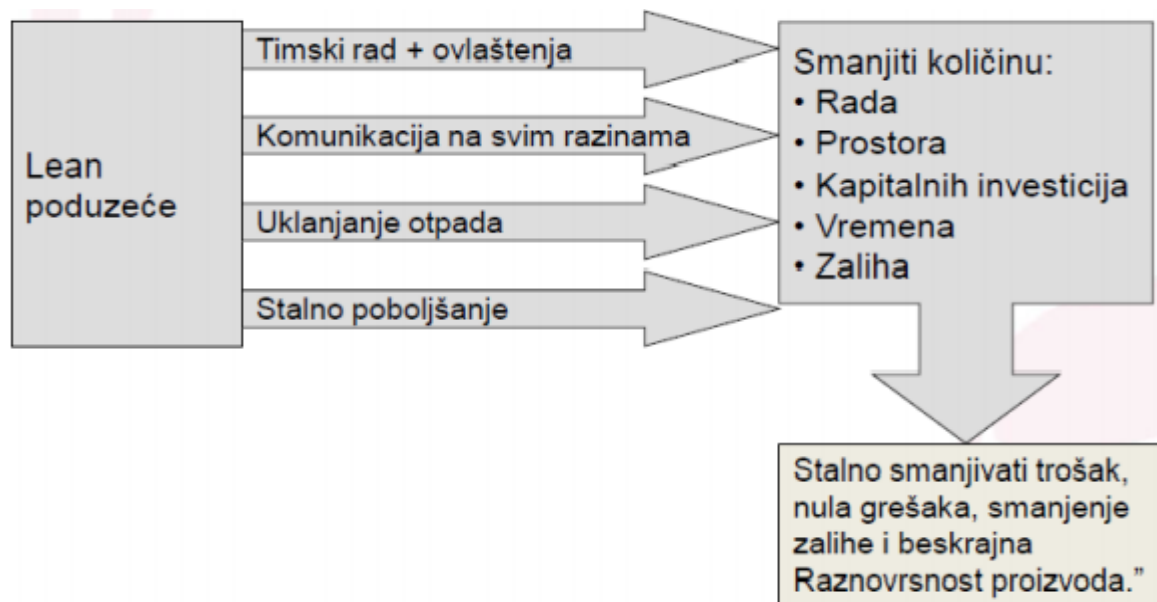 Lean
poduzeće
Timski rad + ovlaštenja
Komunikacija na svim razinama
Uklanjanje otpada
Stalno poboljšanje
Smanjiti količinu:
• Rada
• Prostora
• Kapitalnih investicija
• Vremena
• Zaliha
Stalno smanjivati trošak,
nula grešaka, smanjenje
zalihe i beskrajna
Raznovrsnost proizvoda.”